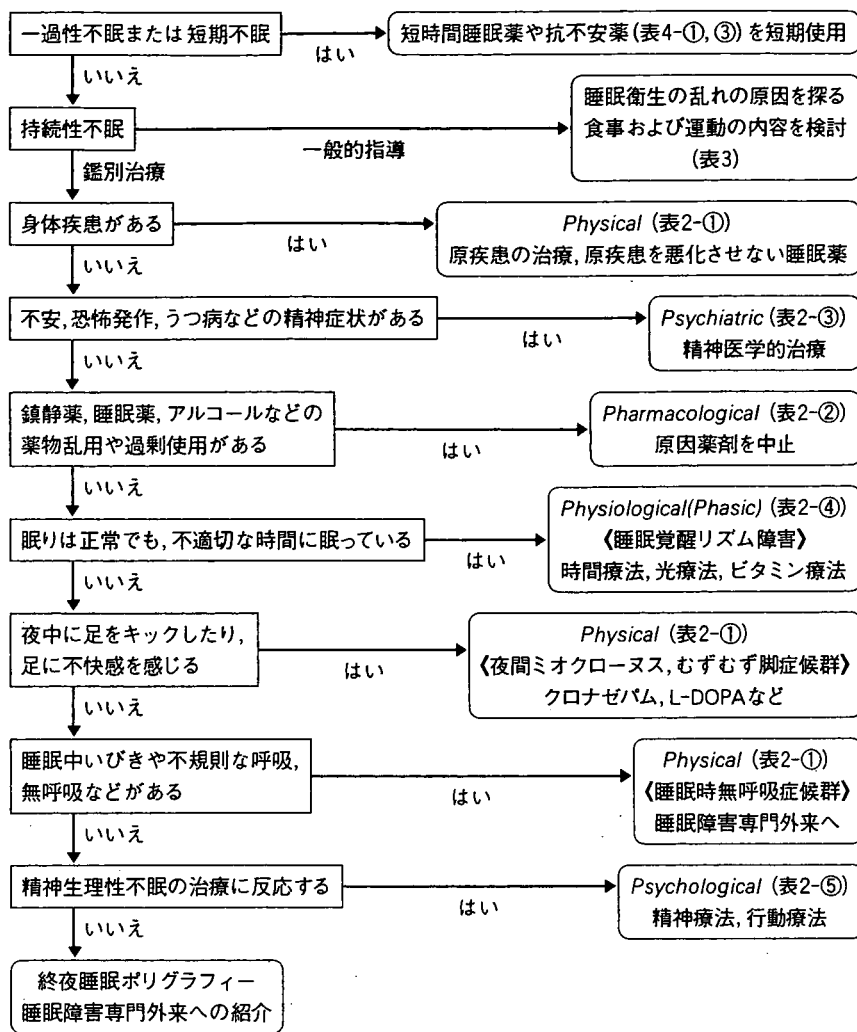 一過性不眠または短期不眠
はい
短時間睡眠薬や抗不安薬(表4-①,③)を短期使用
いいえ
持続性不眠
一般的指導
睡眠衛生の乱れの原因を探る
食事および運動の内容を検討
(表3)
鑑別治療
身体疾患がある
はい
Physical (表2-①)
原疾患の治療,原疾患を悪化させない睡眠薬
いいえ
不安,恐怖発作,うつ病などの精神症状がある
はい
Psychiatric (表2-③)
精神医学的治療
いいえ
鎮静薬,睡眠薬,アルコールなどの
薬物乱用や過剰使用がある
はい
Pharmacological (表2-②)
原因薬剤を中止
いいえ
眠りは正常でも,不適切な時間に眠っている
はい
Physiological(Phasic) (表2-④)
《睡眠覚醒リズム障害》
時間療法,光療法,ビタミン療法
いいえ
夜中に足をキックしたり,
足に不快感を感じる
はい
Physical (表2-①)
《夜間ミオクローヌス,むずむず脚症候群》
クロナゼパム,L-DOPAなど
いいえ
睡眠中いびきや不規則な呼吸,
無呼吸などがある
はい
Physical (表2-①)
《睡眠時無呼吸症候群》
睡眠障害専門外来へ
いいえ
精神生理性不眠の治療に反応する
はい
Psychological (表2-⑤)
精神療法,行動療法
いいえ
終夜睡眠ポリグラフィー
睡眠障害専門外来への紹介